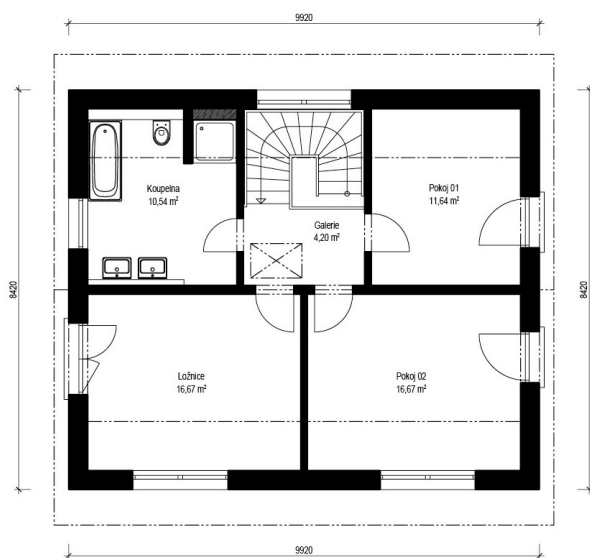 9920
8420
8420
Koupelna
10,54 m²
Pokoj 01
11,64 m²
Galerie
4,20 m²
Ložnice
16,67 m²
Pokoj 02
16,67 m²
9920